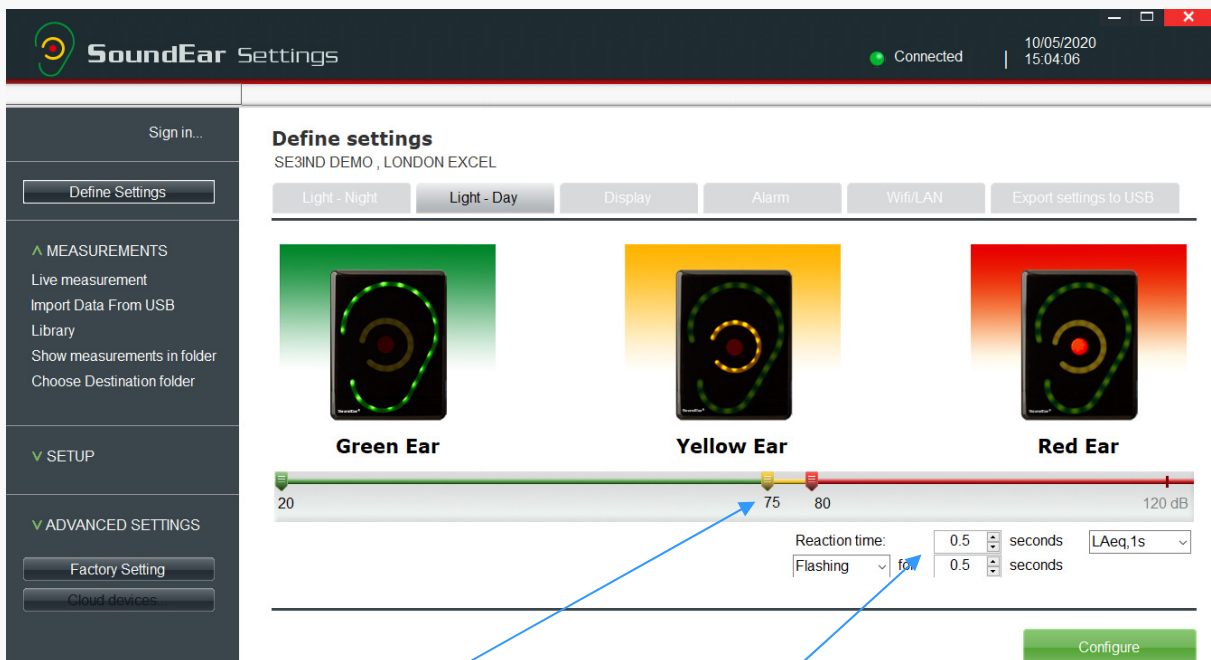 SoundEar Settings
Connected
10/05/2020
15:04:06
Sign in...
Define Settings
∧ MEASUREMENTS
Live measurement
Import Data From USB
Library
Show measurements in folder
Choose Destination folder
∨ SETUP
∨ ADVANCED SETTINGS
Factory Setting
Cloud devices
Define settings
SE3IND DEMO , LONDON EXCEL
Light - Night
Light - Day
Display
Alarm
Wifi/LAN
Export settings to USB
Green Ear
Yellow Ear
Red Ear
20
75
80
120 dB
Reaction time: 0.5 seconds LAeq,1s
Flashing for 0.5 seconds
Configure